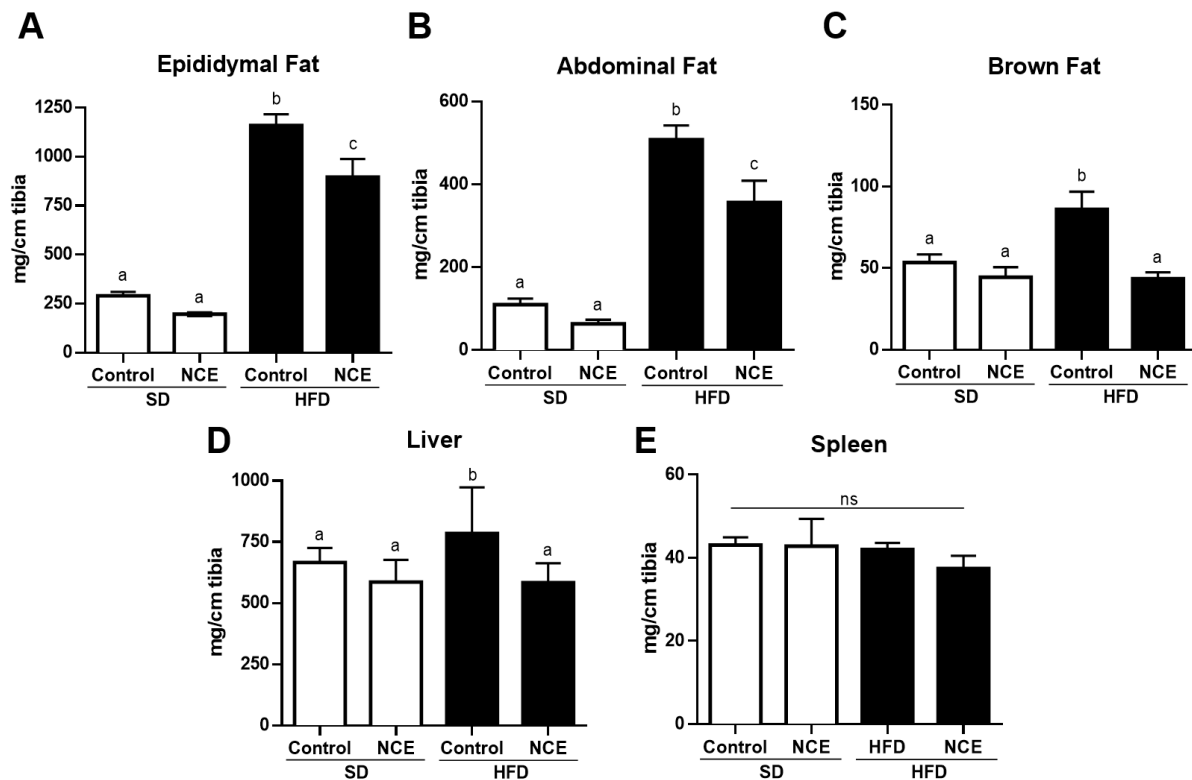 A
Epididymal Fat
mg/cm tibia
1250
1000
750
500
250
0
a
a
b
c
Control NCE Control NCE
SD HFD
B
Abdominal Fat
mg/cm tibia
600
400
200
0
a
a
b
c
Control NCE Control NCE
SD HFD
C
Brown Fat
mg/cm tibia
150
100
50
0
a
a
b
a
Control NCE Control NCE
SD HFD
D
Liver
mg/cm tibia
1000
750
500
250
0
a
a
b
a
Control NCE Control NCE
SD HFD
E
Spleen
mg/cm tibia
60
40
20
0
ns
Control NCE HFD NCE
SD HFD